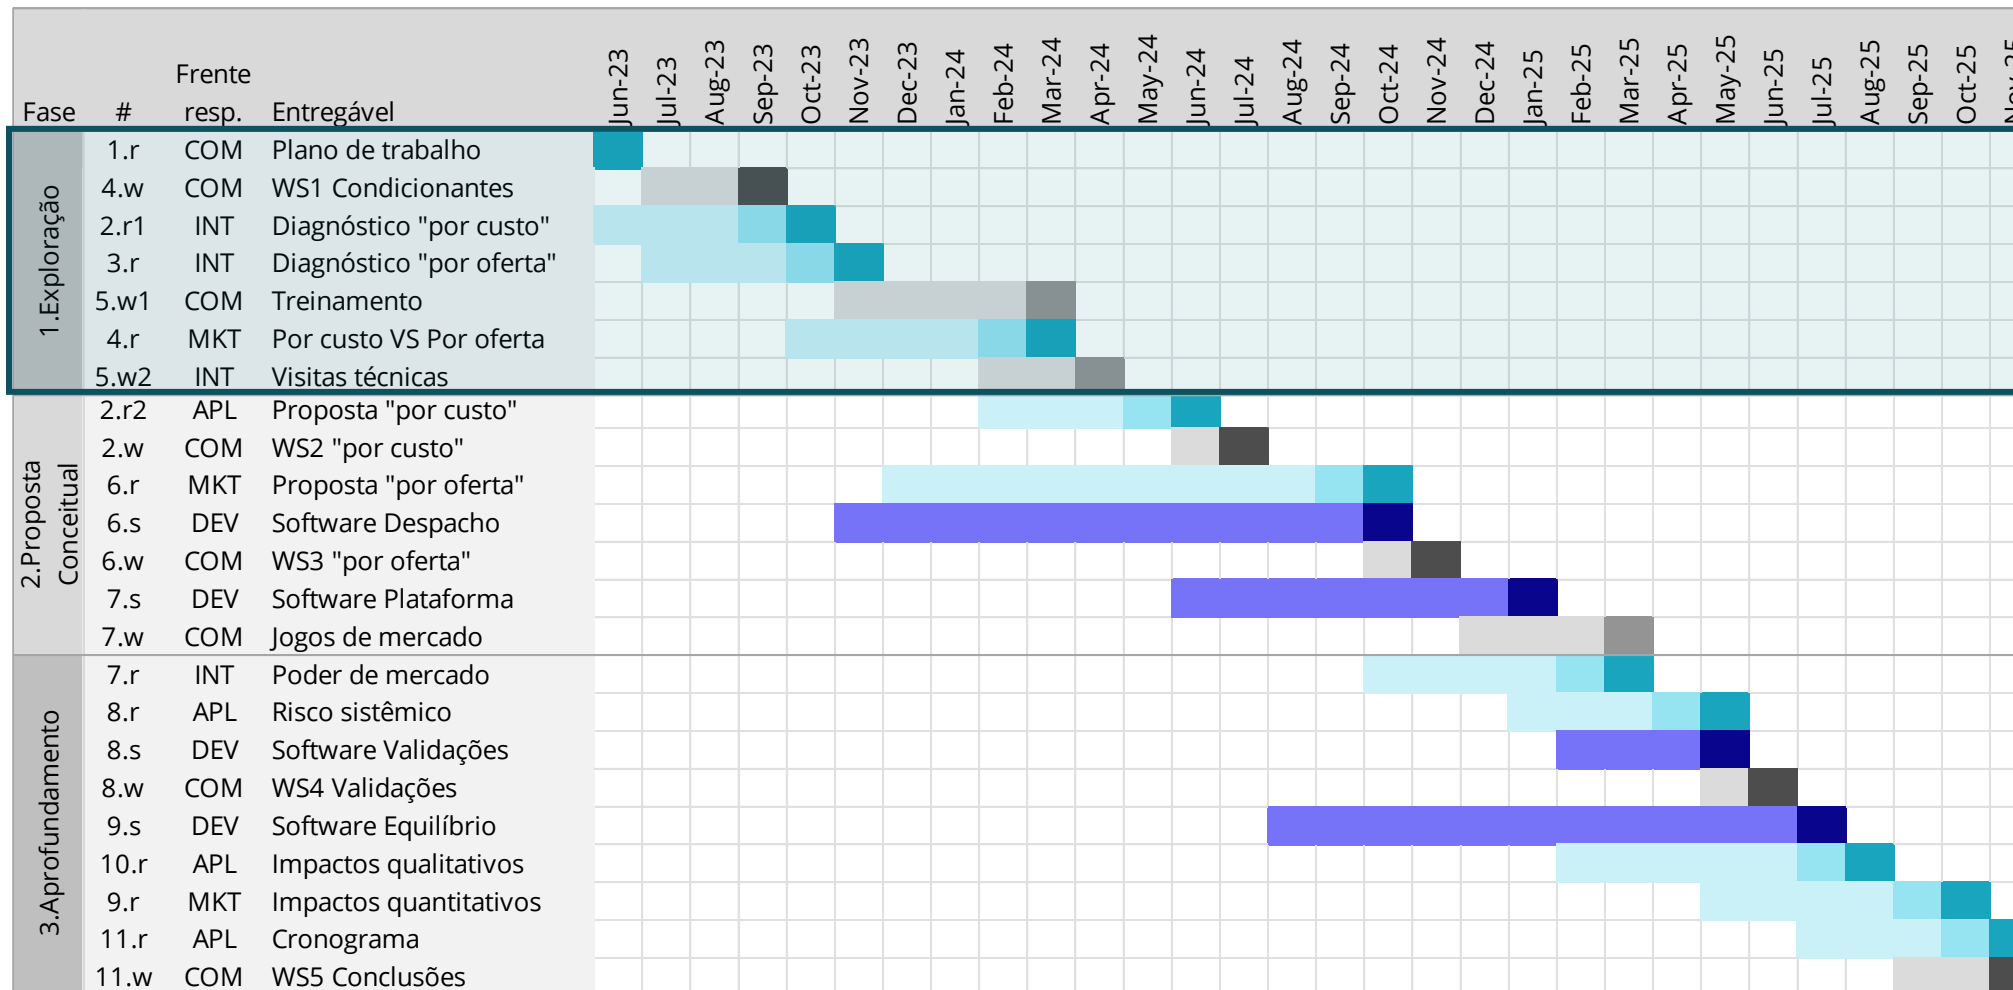 Fase # Frente resp. Entregável Jun-23 Jul-23 Aug-23 Sep-23 Oct-23 Nov-23 Dec-23 Jan-24 Feb-24 Mar-24 Apr-24 May-24 Jun-24 Jul-24 Aug-24 Sep-24 Oct-24 Nov-24 Dec-24 Jan-25 Feb-25 Mar-25 Apr-25 May-25 Jun-25 Jul-25 Aug-25 Sep-25 Oct-25 Nov-25
1.Exploração
1.r COM Plano de trabalho
4.w COM WS1 Condicionantes
2.r1 INT Diagnóstico "por custo"
3.r INT Diagnóstico "por oferta"
5.w1 COM Treinamento
4.r MKT Por custo VS Por oferta
5.w2 INT Visitas técnicas
2.Proposta
Conceitual
2.r2 APL Proposta "por custo"
2.w COM WS2 "por custo"
6.r MKT Proposta "por oferta"
6.s DEV Software Despacho
6.w COM WS3 "por oferta"
7.s DEV Software Plataforma
7.w COM Jogos de mercado
3.Aprofundamento
7.r INT Poder de mercado
8.r APL Risco sistêmico
8.s DEV Software Validações
8.w COM WS4 Validações
9.s DEV Software Equilíbrio
10.r APL Impactos qualitativos
9.r MKT Impactos quantitativos
11.r APL Cronograma
11.w COM WS5 Conclusões